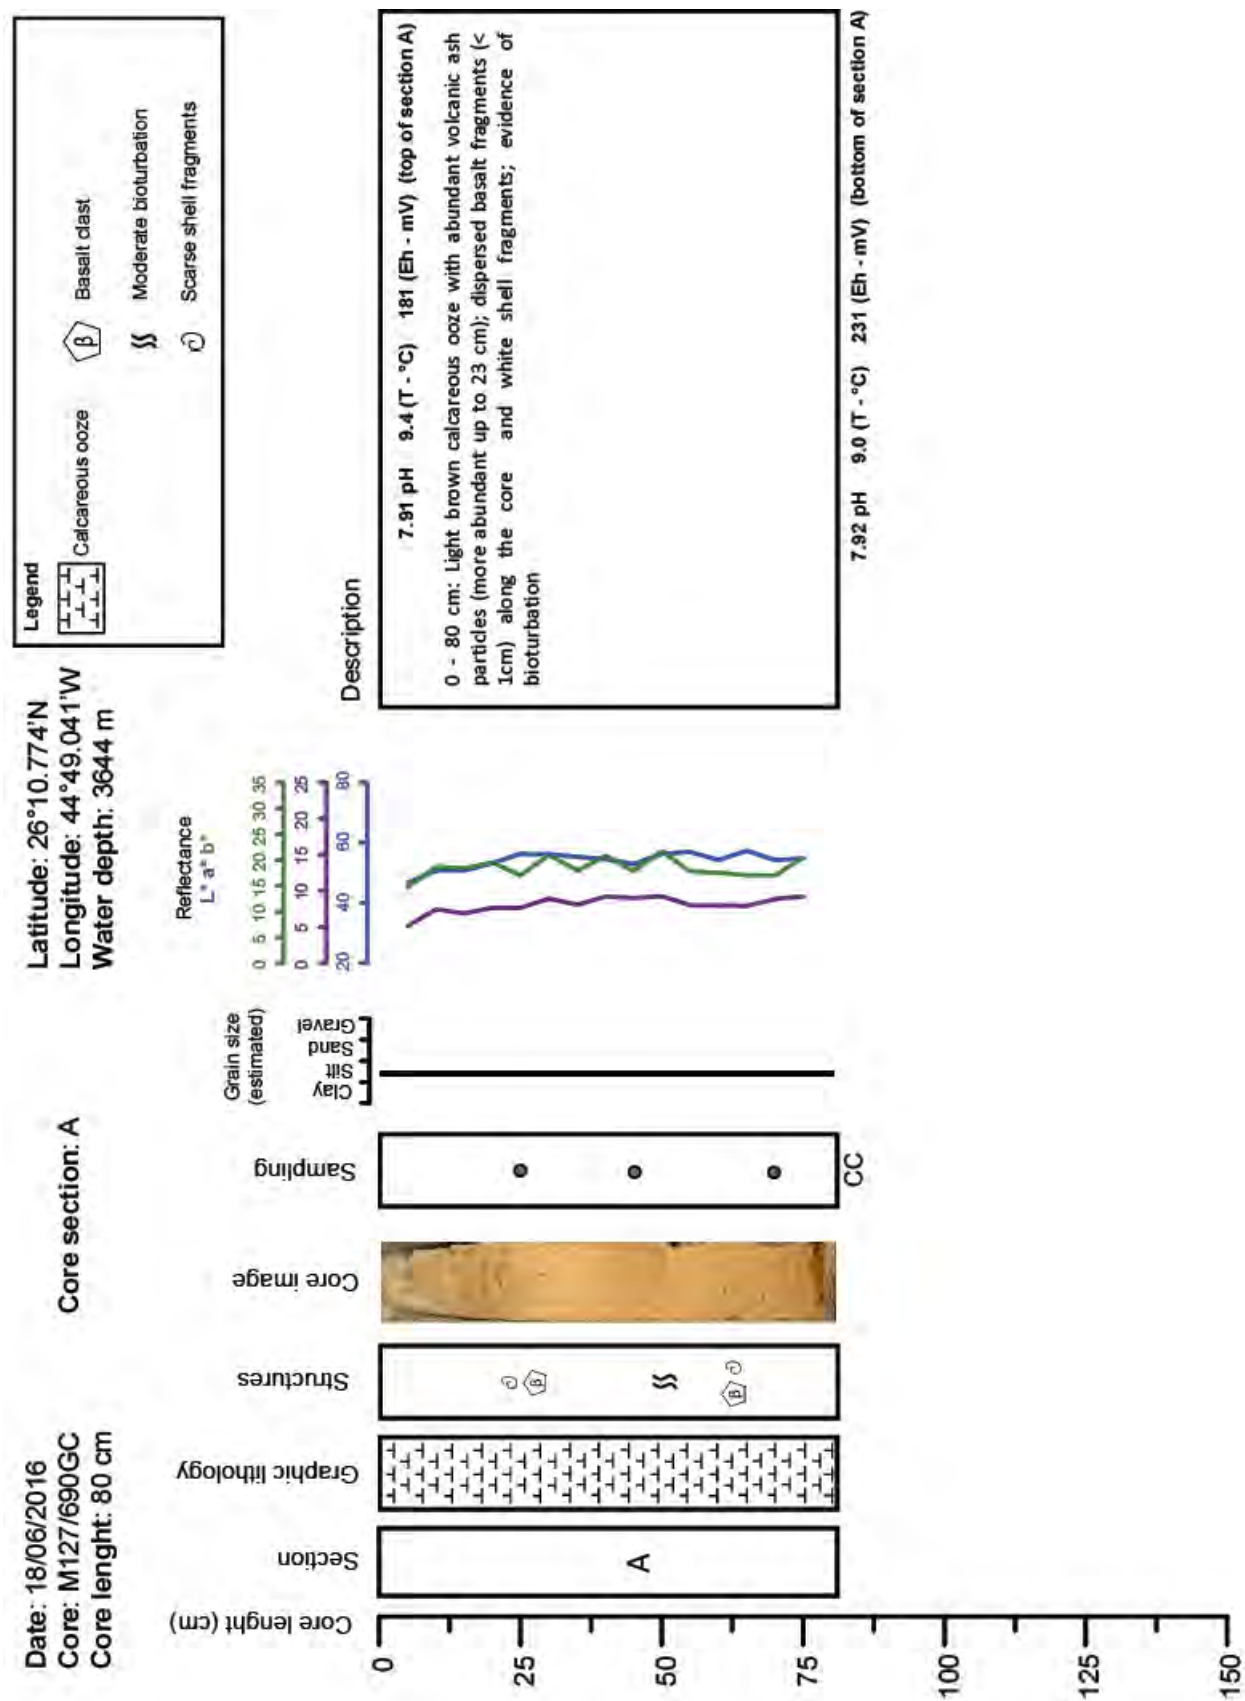 Date: 18/06/2016
Core: M127/690GC
Core lenght: 80 cm
Core section: A
Latitude: 26°10.774'N
Longitude: 44°49.041'W
Water depth: 3644 m
Legend
Calcareous ooze
β
Basalt clast
Moderate bioturbation
Scarse shell fragments
Core lenght (cm)
Section
Graphic lithology
Structures
Core image
Sampling
Grain size
(estimated)
Clay
Silt
Sand
Gravel
Reflectance
L* a* b*
0 5 10 15 20 25 30 35
0 5 10 15 20 25
20 40 60 80
Description
0
25
50
75
100
125
150
A
β
β
CC
7.91 pH 9.4 (T - °C) 181 (Eh - mV) (top of section A)
0 - 80 cm: Light brown calcareous ooze with abundant volcanic ash
particles (more abundant up to 23 cm); dispersed basalt fragments (<
1cm) along the core and white shell fragments; evidence of
bioturbation
7.92 pH 9.0 (T - °C) 231 (Eh - mV) (bottom of section A)